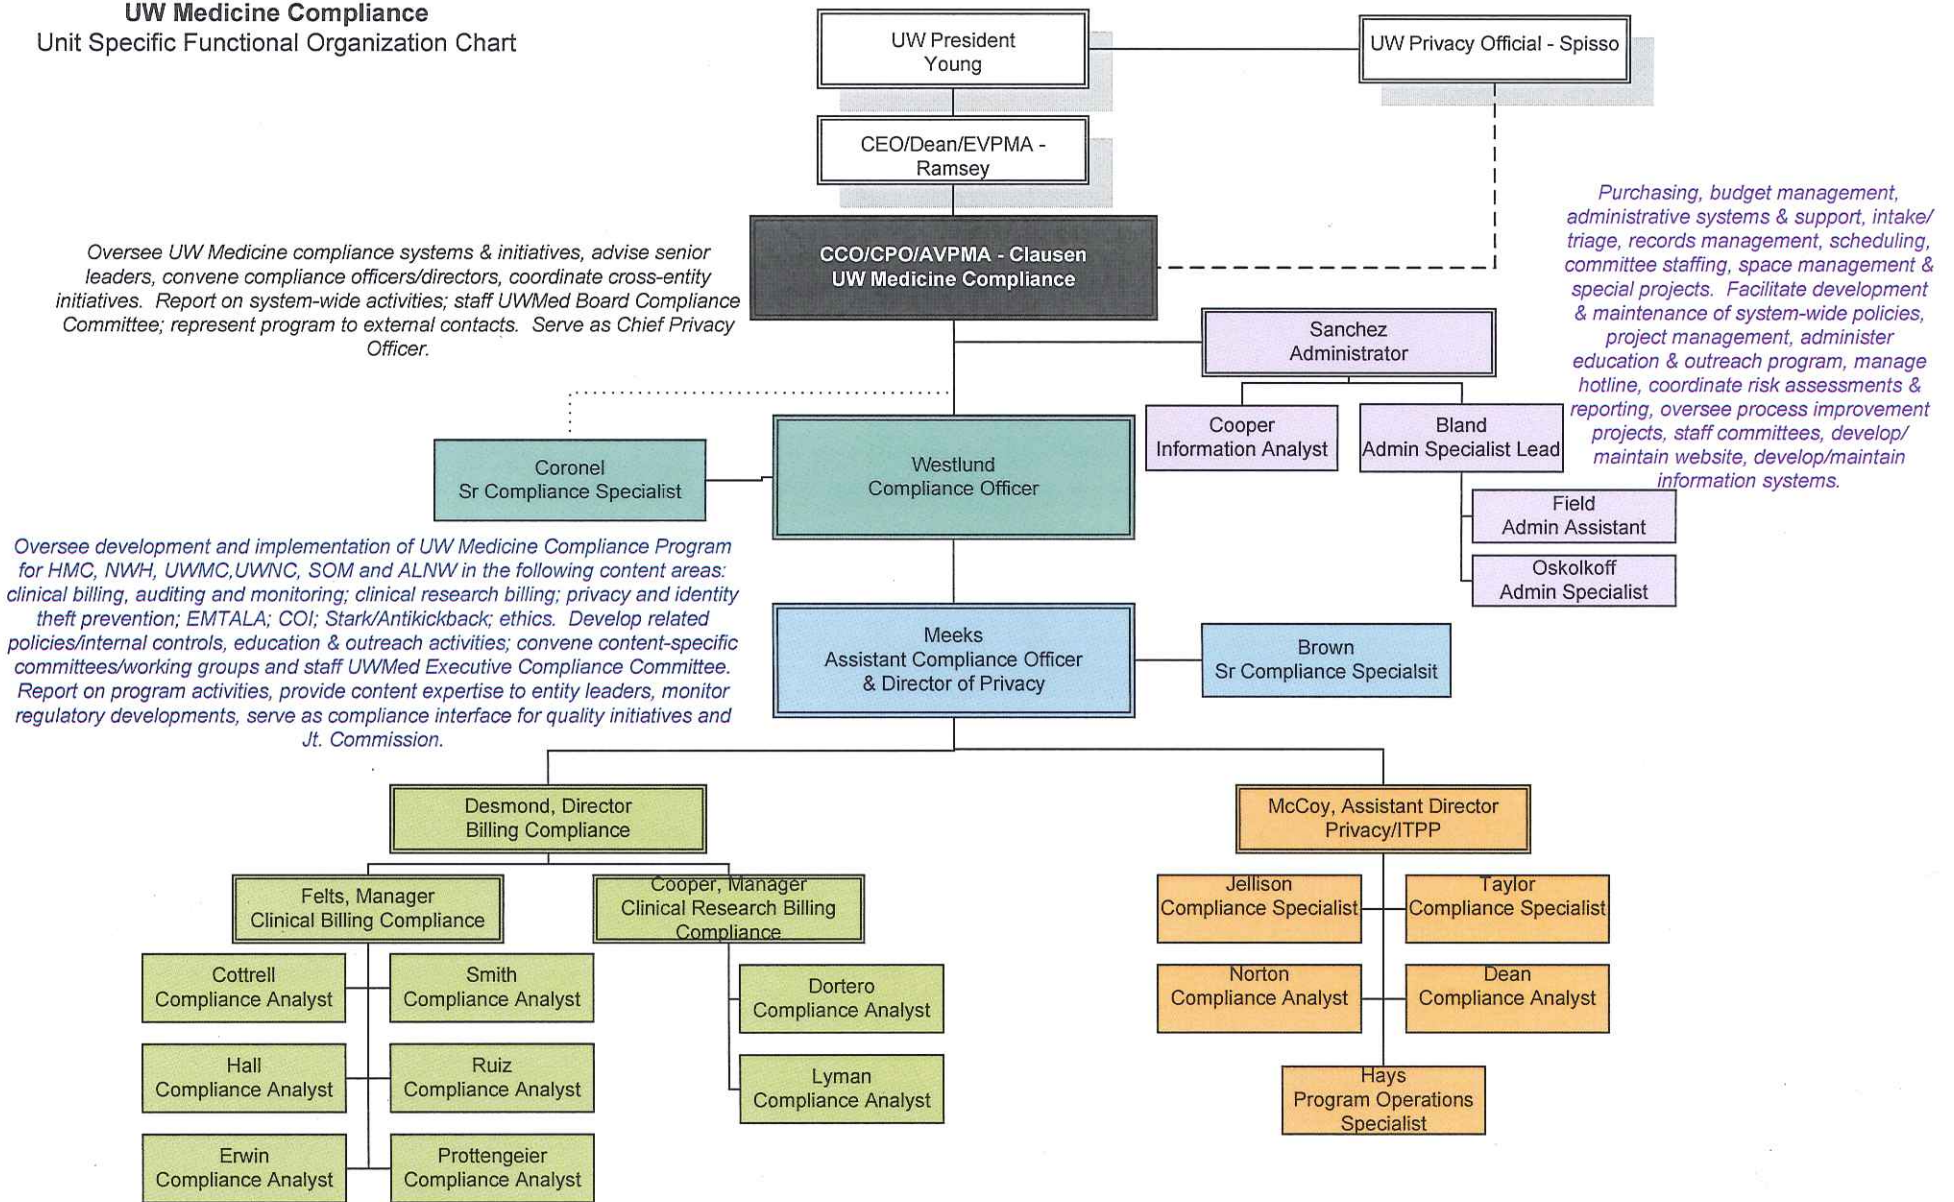 UW Medicine Compliance
Unit Specific Functional Organization Chart
UW President
Young
UW Privacy Official - Spisso
CEO/Dean/EVPMA -
Ramsey
CCO/CPO/AVPMA - Clausen
UW Medicine Compliance
Oversee UW Medicine compliance systems & initiatives, advise senior
leaders, convene compliance officers/directors, coordinate cross-entity
initiatives. Report on system-wide activities; staff UWMed Board Compliance
Committee; represent program to external contacts. Serve as Chief Privacy
Officer.
Purchasing, budget management,
administrative systems & support, intake/
triage, records management, scheduling,
committee staffing, space management &
special projects. Facilitate development
& maintenance of system-wide policies,
project management, administer
education & outreach program, manage
hotline, coordinate risk assessments &
reporting, oversee process improvement
projects, staff committees, develop/
maintain website, develop/maintain
information systems.
Sanchez
Administrator
Cooper
Information Analyst
Bland
Admin Specialist Lead
Field
Admin Assistant
Oskolkoff
Admin Specialist
Coronel
Sr Compliance Specialist
Westlund
Compliance Officer
Oversee development and implementation of UW Medicine Compliance Program
for HMC, NWH, UWMC,UWNC, SOM and ALNW in the following content areas:
clinical billing, auditing and monitoring; clinical research billing; privacy and identity
theft prevention; EMTALA; COI; Stark/Antikickback; ethics. Develop related
policies/internal controls, education & outreach activities; convene content-specific
committees/working groups and staff UWMed Executive Compliance Committee.
Report on program activities, provide content expertise to entity leaders, monitor
regulatory developments, serve as compliance interface for quality initiatives and
Jt. Commission.
Meeks
Assistant Compliance Officer
& Director of Privacy
Brown
Sr Compliance Specialsit
Desmond, Director
Billing Compliance
McCoy, Assistant Director
Privacy/ITPP
Felts, Manager
Clinical Billing Compliance
Cooper, Manager
Clinical Research Billing
Compliance
Cottrell
Compliance Analyst
Smith
Compliance Analyst
Hall
Compliance Analyst
Ruiz
Compliance Analyst
Erwin
Compliance Analyst
Prottengeier
Compliance Analyst
Dortero
Compliance Analyst
Lyman
Compliance Analyst
Jellison
Compliance Specialist
Taylor
Compliance Specialist
Norton
Compliance Analyst
Dean
Compliance Analyst
Hays
Program Operations
Specialist